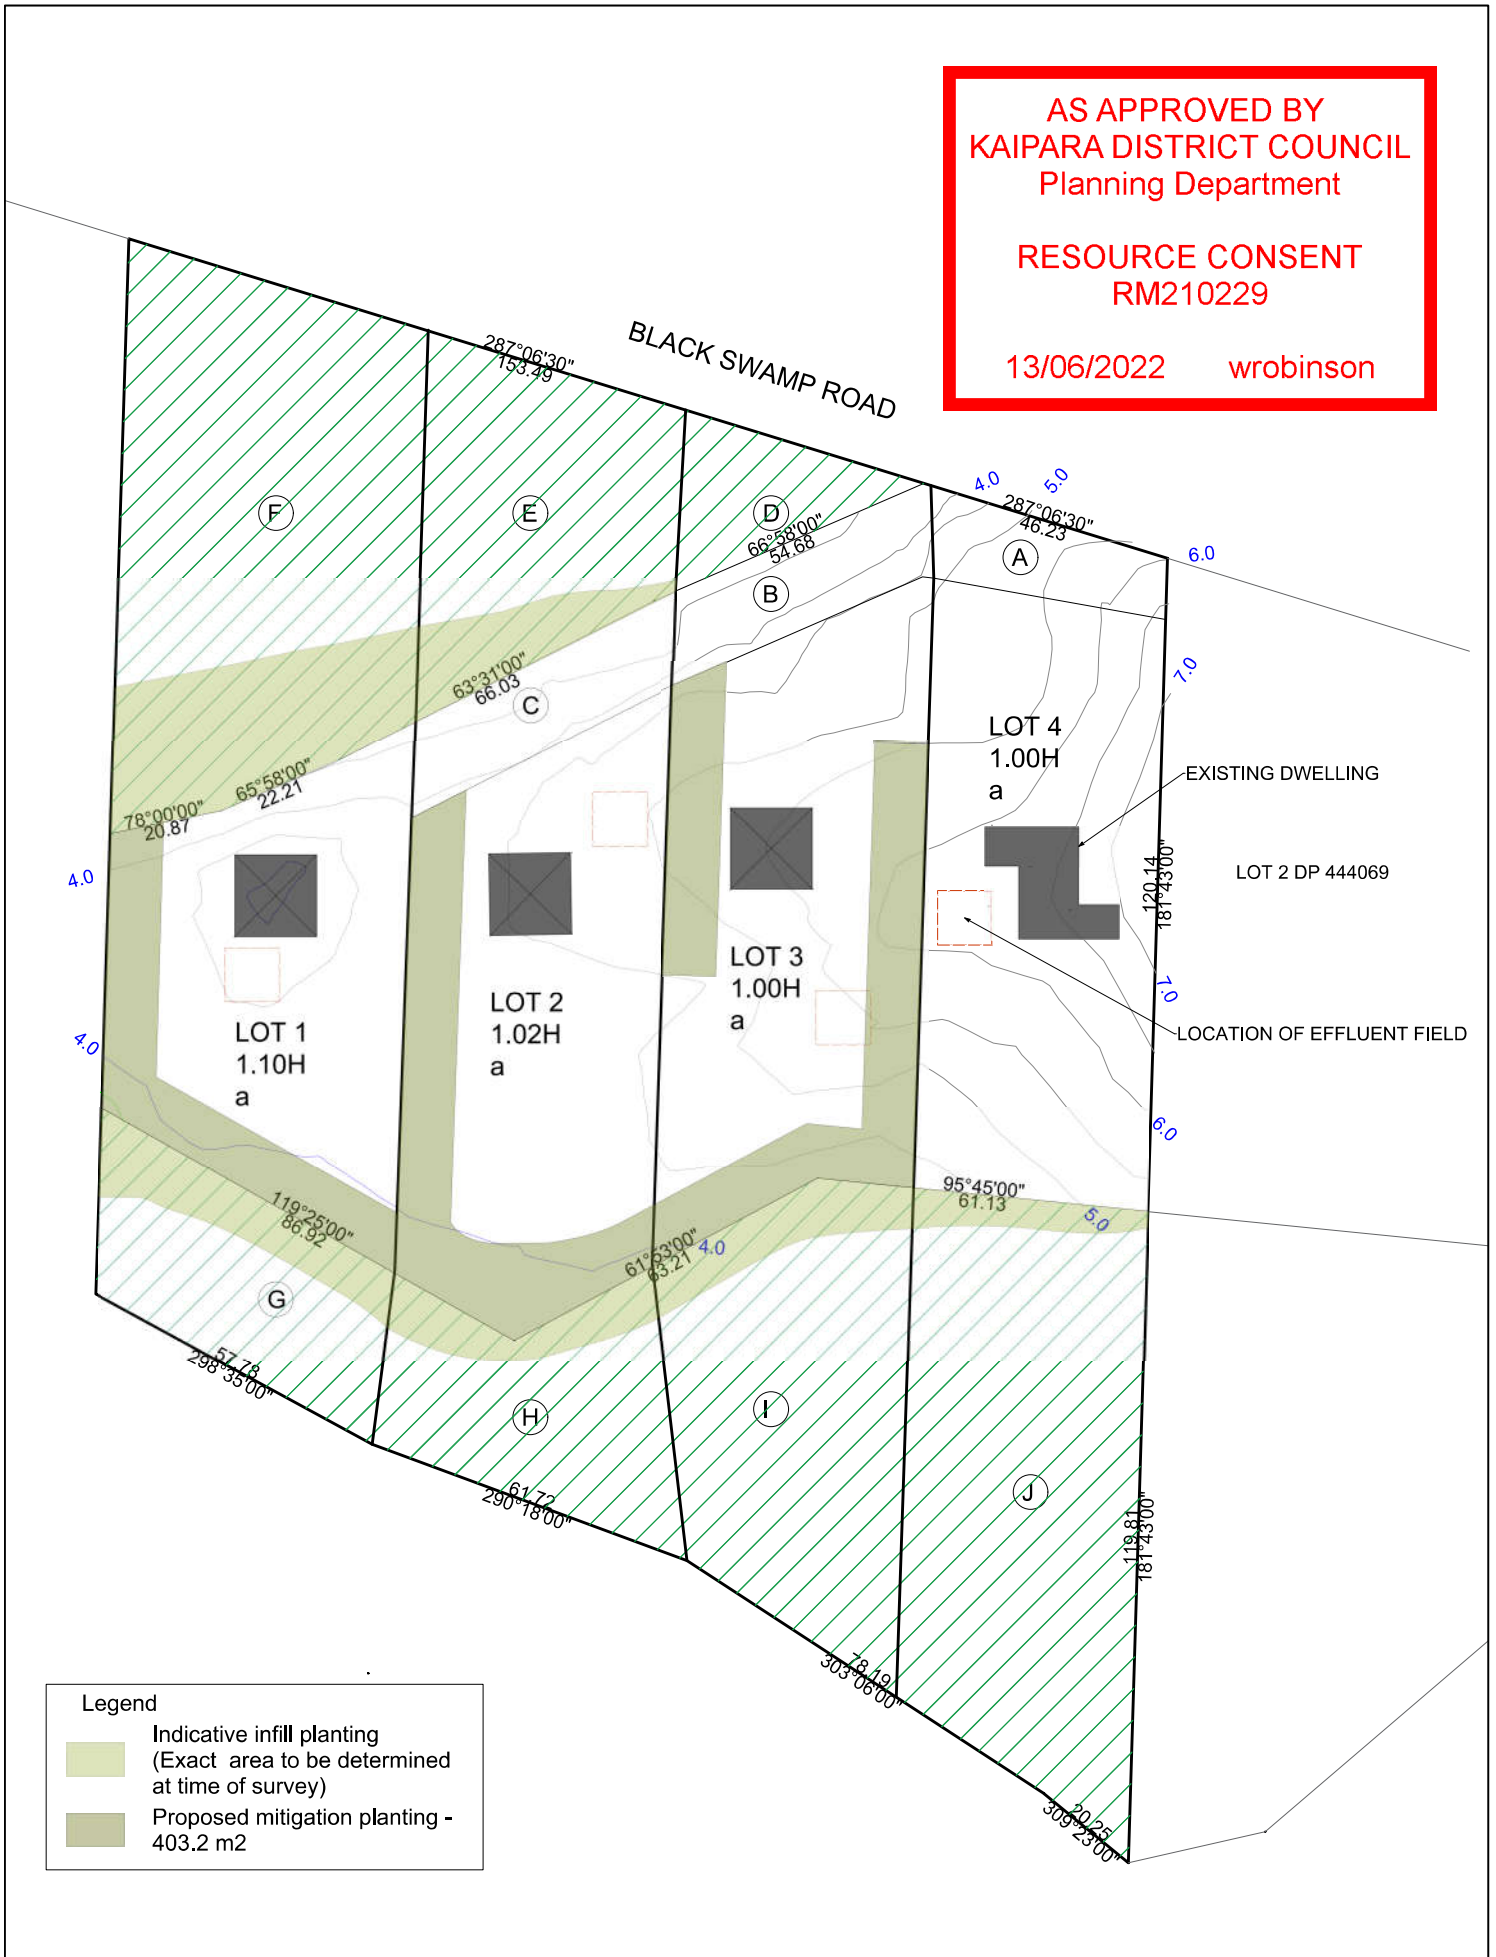 AS APPROVED BY
KAIPARA DISTRICT COUNCIL
Planning Department
RESOURCE CONSENT
RM210229
13/06/2022 wrobinson
BLACK SWAMP ROAD
287°06'30"
153.49
4.0
5.0
287°06'30"
46.23
6.0
F
E
D
66°58'00"
54.68
A
B
7.0
63°31'00"
66.03
C
LOT 4
1.00H
a
EXISTING DWELLING
65°58'00"
22.21
78°00'00"
20.87
4.0
120.14
181°43'00"
LOT 2 DP 444069
LOT 3
1.00H
a
7.0
LOT 2
1.02H
a
LOT 1
1.10H
a
4.0
LOCATION OF EFFLUENT FIELD
6.0
95°45'00"
61.13
5.0
119°25'00"
86.92
61°53'00"
63.21
4.0
G
57.78
298°35'00"
H
I
J
61.72
290°18'00"
119.81
181°43'00"
78.19
303°06'00"
20.25
309°23'00"
Legend
Indicative infill planting
(Exact area to be determined
at time of survey)
Proposed mitigation planting -
403.2 m2